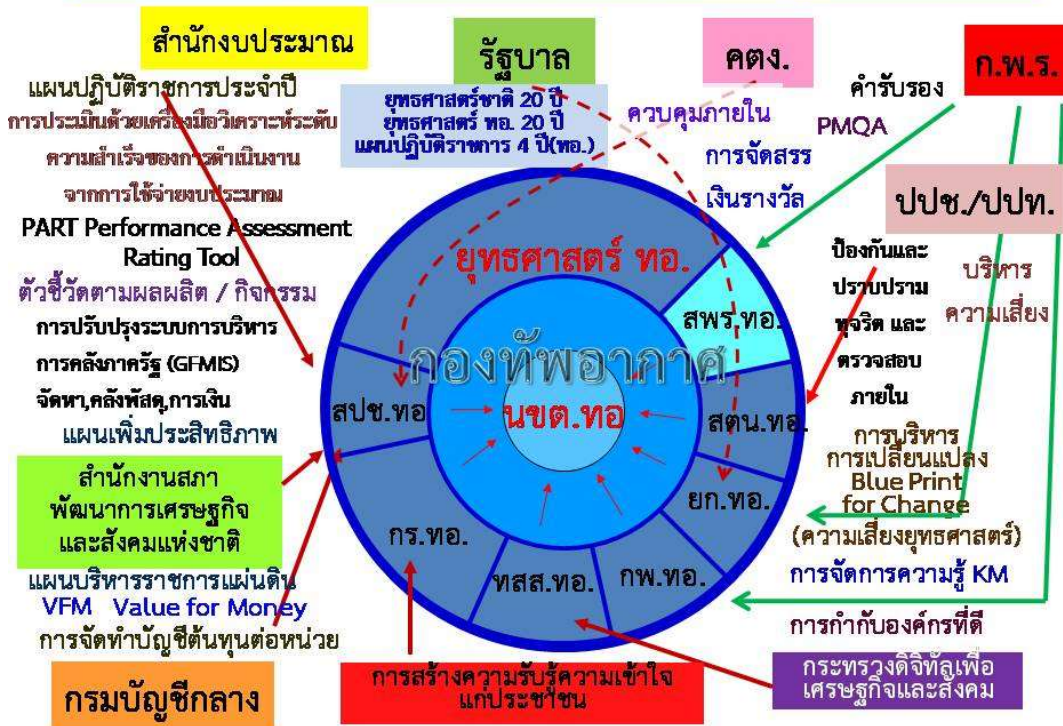 สำนักงบประมาณ
รัฐบาล
คตง.
ก.พ.ร.
แผนปฏิบัติราชการประจำปี
การประเมินด้วยเครื่องมือวิเคราะห์ระดับ
ความสำเร็จของการดำเนินงาน
จากการใช้จ่ายงบประมาณ
PART Performance Assessment
Rating Tool
ตัวชี้วัดตามผลผลิต / กิจกรรม
การปรับปรุงระบบการบริหาร
การคลังภาครัฐ (GFMIS)
จัดหา,คลังพัสดุ,การเงิน
แผนเพิ่มประสิทธิภาพ
ยุทธศาสตร์ชาติ 20 ปี
ยุทธศาสตร์ ทอ. 20 ปี
แผนปฏิบัติราชการ 4 ปี(ทอ.)
ควบคุมภายใน
การจัดสรร
เงินรางวัล
คำรับรอง
PMQA
ปปช./ปปท.
ป้องกันและ
ปราบปราม
ทุจริต และ
ตรวจสอบ
ภายใน
บริหาร
ความเสี่ยง
ยุทธศาสตร์ ทอ.
สพร.ทอ.
กองทัพอากาศ
นขต.ทอ
สปช.ทอ
สตน.ทอ.
ยก.ทอ.
กร.ทอ.
ทสส.ทอ.
กพ.ทอ.
สำนักงานสภา
พัฒนาการเศรษฐกิจ
และสังคมแห่งชาติ
แผนบริหารราชการแผ่นดิน
VFM Value for Money
การจัดทำบัญชีต้นทุนต่อหน่วย
กรมบัญชีกลาง
การสร้างความรับรู้ความเข้าใจ
แก่ประชาชน
การบริหาร
การเปลี่ยนแปลง
Blue Print
for Change
(ความเสี่ยงยุทธศาสตร์)
การจัดการความรู้ KM
การกำกับองค์กรที่ดี
กระทรวงดิจิทัลเพื่อ
เศรษฐกิจและสังคม